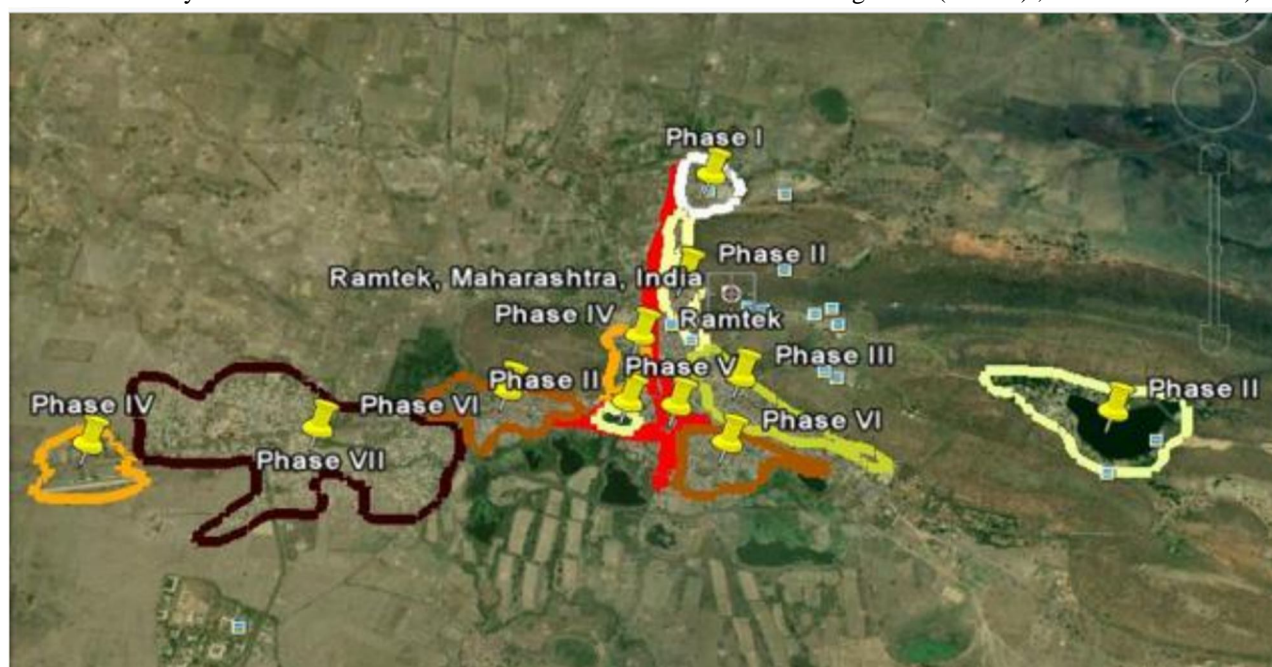 Phase I
Phase II
Ramtek, Maharashtra, India
Phase IV
Ramtek
Phase III
Phase V
Phase II
Phase II
Phase IV
Phase VI
Phase VI
Phase VII